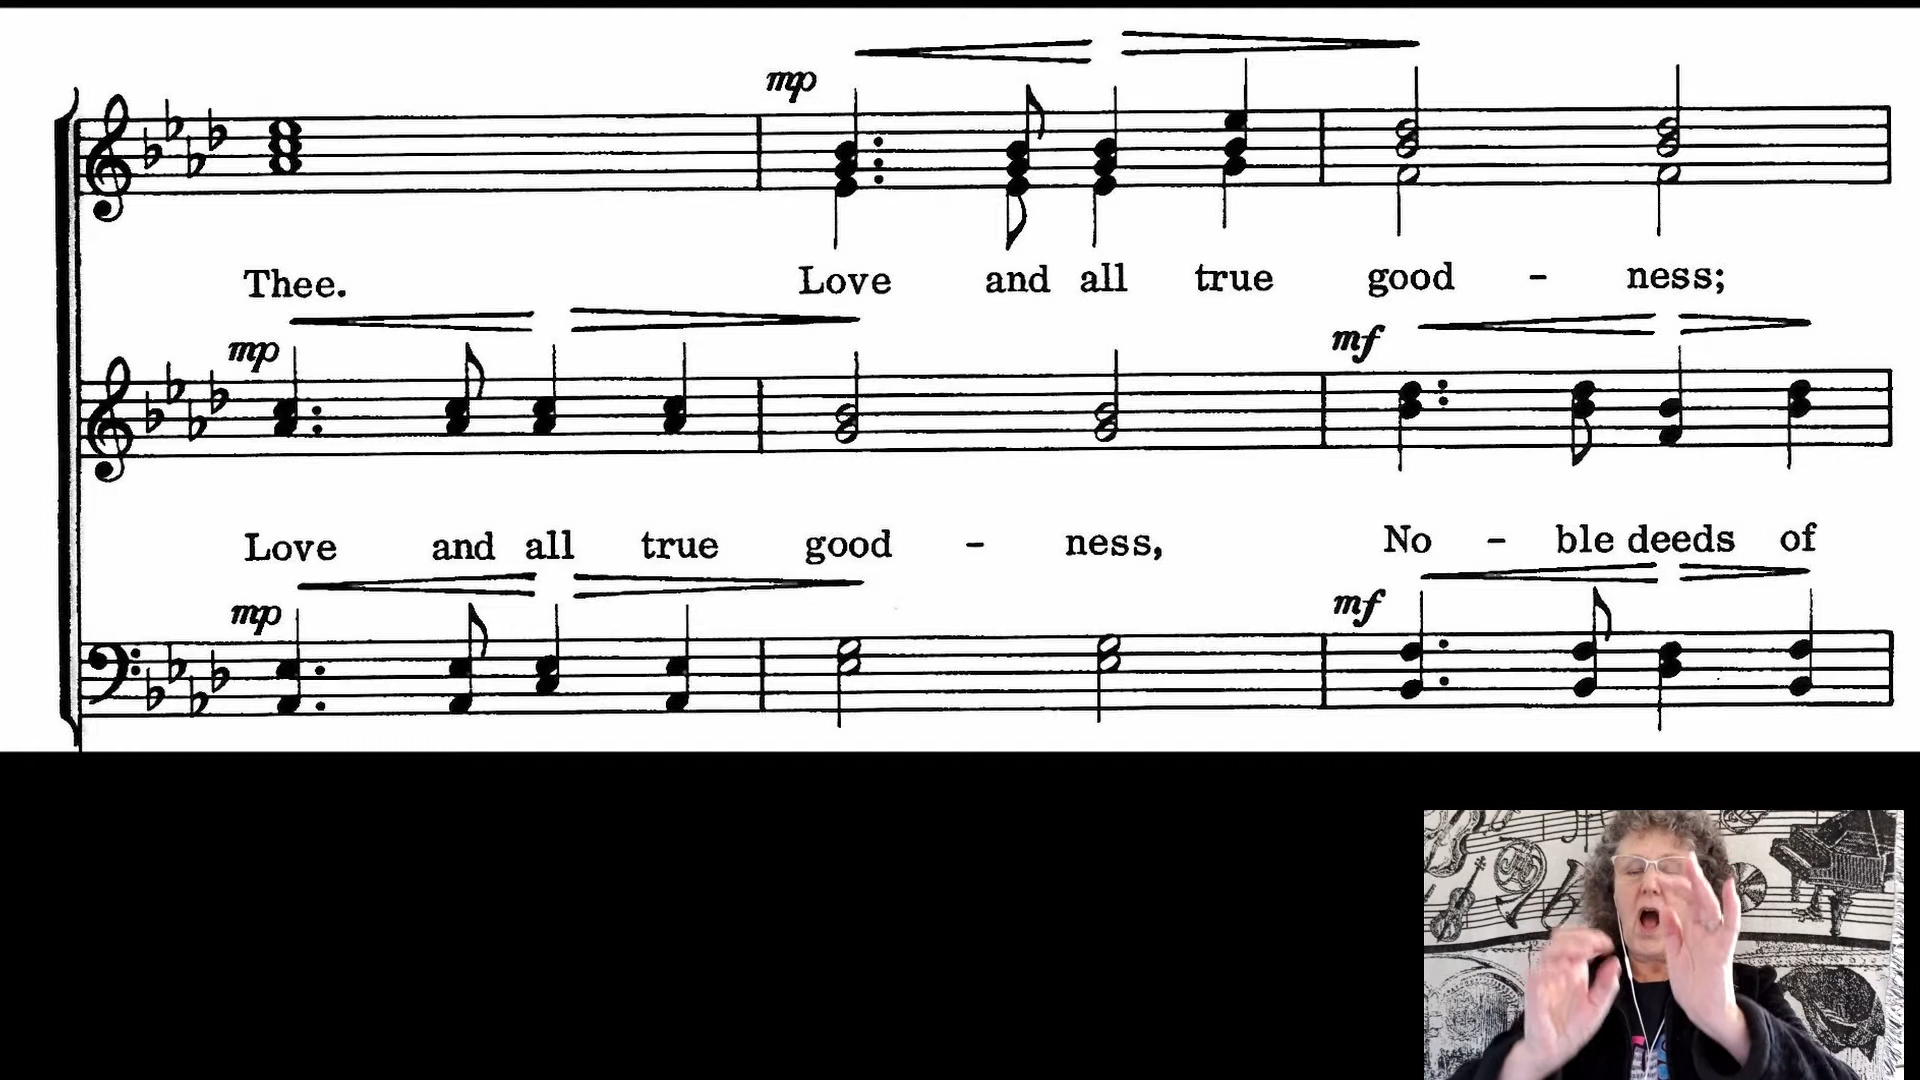 mp
Thee. Love and all true good - ness;
mp mf
Love and all true good - ness, No - ble deeds of
mp mf